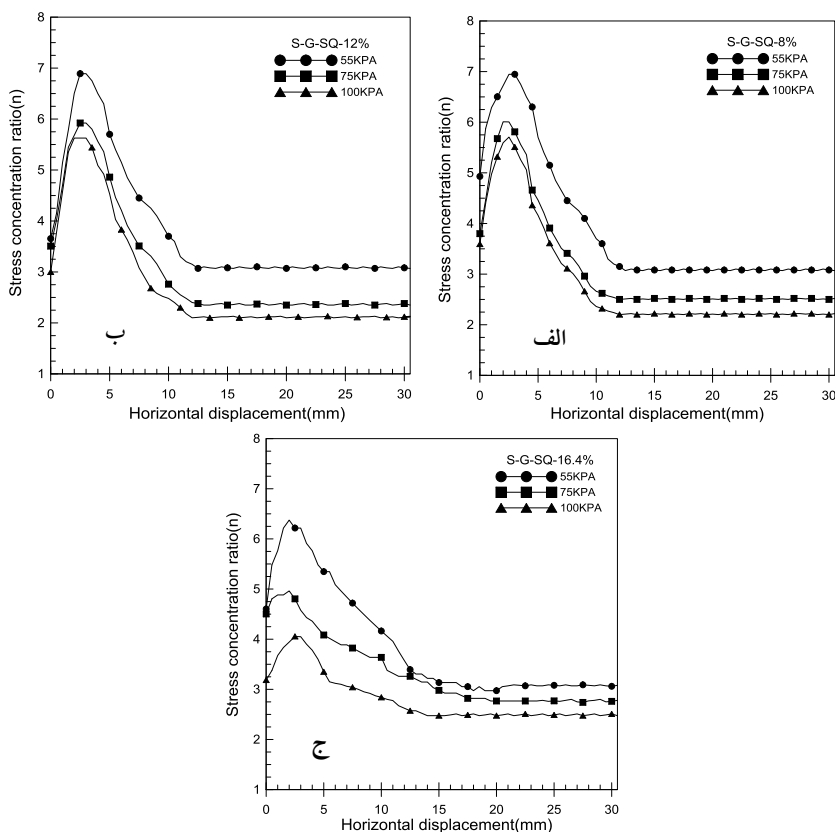 S-G-SQ-12%
55KPA
75KPA
100KPA
Stress concentration ratio(n)
8
7
6
5
4
3
2
1
0 5 10 15 20 25 30
Horizontal displacement(mm)
ب
S-G-SQ-8%
55KPA
75KPA
100KPA
Stress concentration ratio(n)
8
7
6
5
4
3
2
1
0 5 10 15 20 25 30
Horizontal displacement(mm)
الف
S-G-SQ-16.4%
55KPA
75KPA
100KPA
Stress concentration ratio(n)
8
7
6
5
4
3
2
1
0 5 10 15 20 25 30
Horizontal displacement(mm)
ج